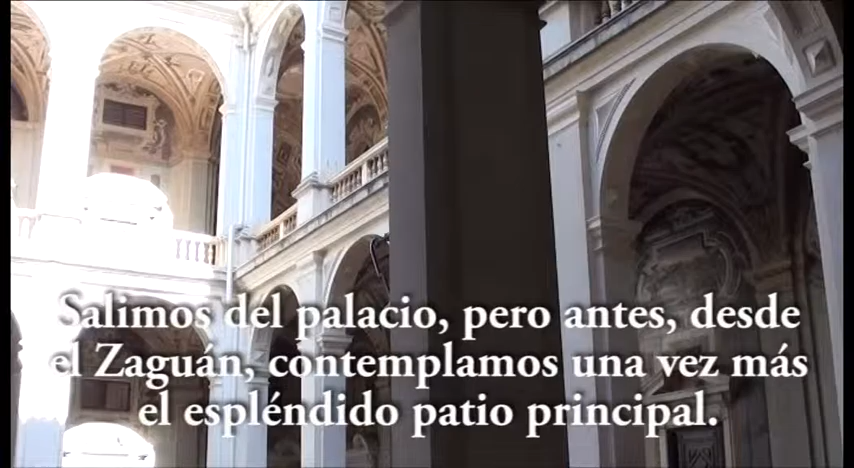 Salimos del palacio, pero antes, desde
el Zaguán, contemplamos una vez más
el espléndido patio principal.